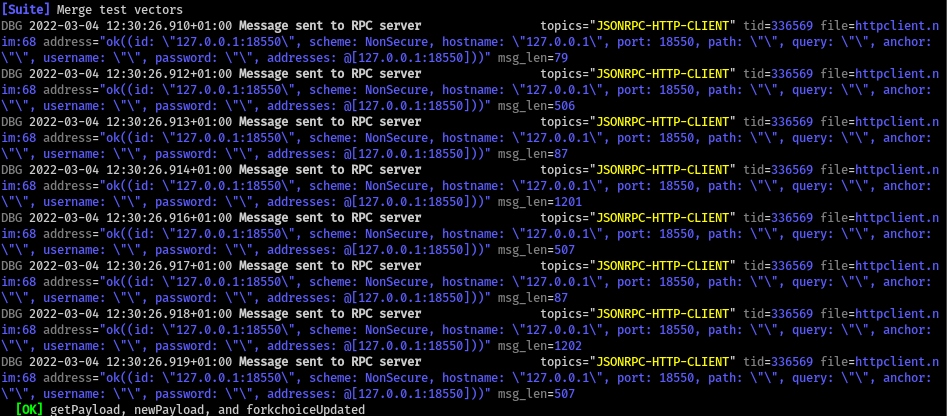 [Suite] Merge test vectors
DBG 2022-03-04 12:30:26.910+01:00 Message sent to RPC server                 topics="JSONRPC-HTTP-CLIENT" tid=336569 file=httpclient.n
im:68 address="ok((id: \"127.0.0.1:18550\", scheme: NonSecure, hostname: \"127.0.0.1\", port: 18550, path: \"\", query: \"\", anchor:
\"\", username: \"\", password: \"\", addresses: @[127.0.0.1:18550]))" msg_len=79
DBG 2022-03-04 12:30:26.912+01:00 Message sent to RPC server                 topics="JSONRPC-HTTP-CLIENT" tid=336569 file=httpclient.n
im:68 address="ok((id: \"127.0.0.1:18550\", scheme: NonSecure, hostname: \"127.0.0.1\", port: 18550, path: \"\", query: \"\", anchor:
\"\", username: \"\", password: \"\", addresses: @[127.0.0.1:18550]))" msg_len=506
DBG 2022-03-04 12:30:26.913+01:00 Message sent to RPC server                 topics="JSONRPC-HTTP-CLIENT" tid=336569 file=httpclient.n
im:68 address="ok((id: \"127.0.0.1:18550\", scheme: NonSecure, hostname: \"127.0.0.1\", port: 18550, path: \"\", query: \"\", anchor:
\"\", username: \"\", password: \"\", addresses: @[127.0.0.1:18550]))" msg_len=87
DBG 2022-03-04 12:30:26.914+01:00 Message sent to RPC server                 topics="JSONRPC-HTTP-CLIENT" tid=336569 file=httpclient.n
im:68 address="ok((id: \"127.0.0.1:18550\", scheme: NonSecure, hostname: \"127.0.0.1\", port: 18550, path: \"\", query: \"\", anchor:
\"\", username: \"\", password: \"\", addresses: @[127.0.0.1:18550]))" msg_len=1201
DBG 2022-03-04 12:30:26.916+01:00 Message sent to RPC server                 topics="JSONRPC-HTTP-CLIENT" tid=336569 file=httpclient.n
im:68 address="ok((id: \"127.0.0.1:18550\", scheme: NonSecure, hostname: \"127.0.0.1\", port: 18550, path: \"\", query: \"\", anchor:
\"\", username: \"\", password: \"\", addresses: @[127.0.0.1:18550]))" msg_len=507
DBG 2022-03-04 12:30:26.917+01:00 Message sent to RPC server                 topics="JSONRPC-HTTP-CLIENT" tid=336569 file=httpclient.n
im:68 address="ok((id: \"127.0.0.1:18550\", scheme: NonSecure, hostname: \"127.0.0.1\", port: 18550, path: \"\", query: \"\", anchor:
\"\", username: \"\", password: \"\", addresses: @[127.0.0.1:18550]))" msg_len=87
DBG 2022-03-04 12:30:26.918+01:00 Message sent to RPC server                 topics="JSONRPC-HTTP-CLIENT" tid=336569 file=httpclient.n
im:68 address="ok((id: \"127.0.0.1:18550\", scheme: NonSecure, hostname: \"127.0.0.1\", port: 18550, path: \"\", query: \"\", anchor:
\"\", username: \"\", password: \"\", addresses: @[127.0.0.1:18550]))" msg_len=1202
DBG 2022-03-04 12:30:26.919+01:00 Message sent to RPC server                 topics="JSONRPC-HTTP-CLIENT" tid=336569 file=httpclient.n
im:68 address="ok((id: \"127.0.0.1:18550\", scheme: NonSecure, hostname: \"127.0.0.1\", port: 18550, path: \"\", query: \"\", anchor:
\"\", username: \"\", password: \"\", addresses: @[127.0.0.1:18550]))" msg_len=507
  [OK] getPayload, newPayload, and forkchoiceUpdated